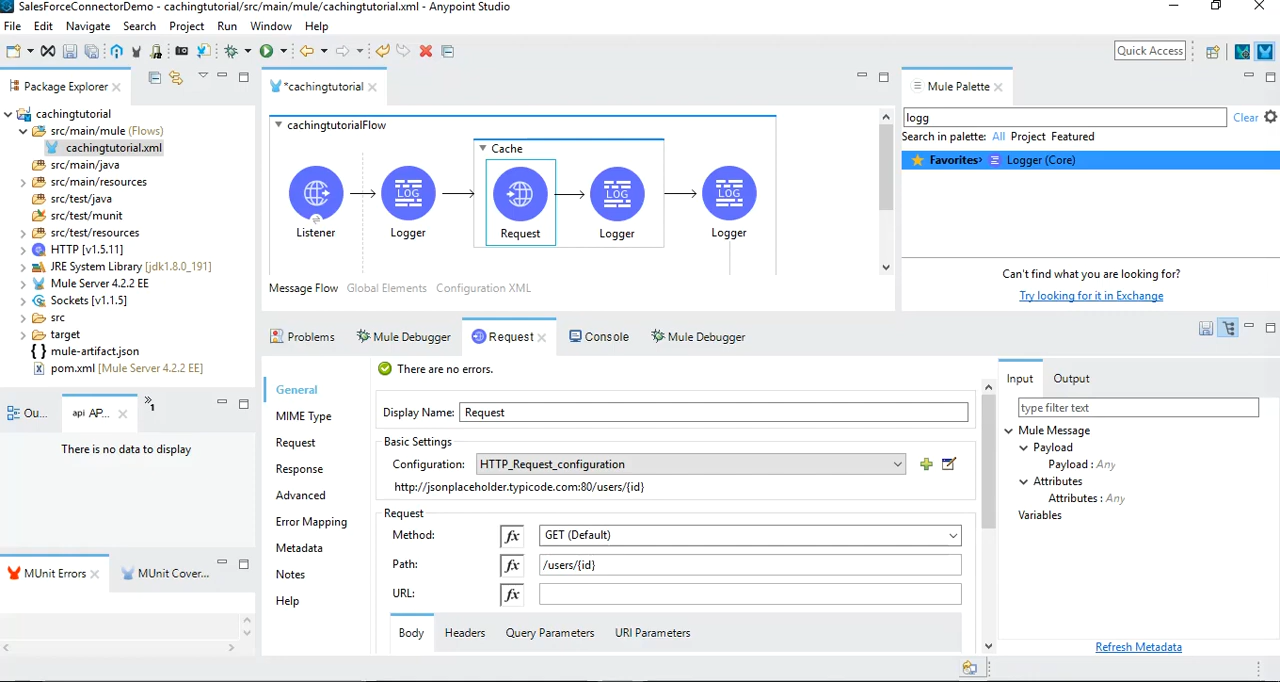 SalesForceConnectorDemo - cachingtutorial/src/main/mule/cachingtutorial.xml - Anypoint Studio
File Edit Navigate Search Project Run Window Help
Quick Access
Package Explorer
cachingtutorial
src/main/mule (Flows)
cachingtutorial.xml
src/main/java
src/main/resources
src/test/java
src/test/munit
src/test/resources
HTTP [v1.5.11]
JRE System Library [jdk1.8.0_191]
Mule Server 4.2.2 EE
Sockets [v1.1.5]
src
target
mule-artifact.json
pom.xml [Mule Server 4.2.2 EE]
Ou... api AP... 1
There is no data to display
MUnit Errors MUnit Cover...
*cachingtutorial
cachingtutorialFlow
Cache
LOG LOG LOG
Listener Logger Request Logger Logger
Message Flow Global Elements Configuration XML
Mule Palette
logg Clear
Search in palette: All Project Featured
Favorites> Logger (Core)
Can't find what you are looking for?
Try looking for it in Exchange
Problems Mule Debugger Request Console Mule Debugger
General
MIME Type
Request
Response
Advanced
Error Mapping
Metadata
Notes
Help
There are no errors.
Display Name: Request
Basic Settings
Configuration: HTTP_Request_configuration
http://jsonplaceholder.typicode.com:80/users/{id}
Request
Method: fx GET (Default)
Path: fx /users/{id}
URL: fx
Body Headers Query Parameters URI Parameters
Input Output
type filter text
Mule Message
Payload
Payload : Any
Attributes
Attributes : Any
Variables
Refresh Metadata